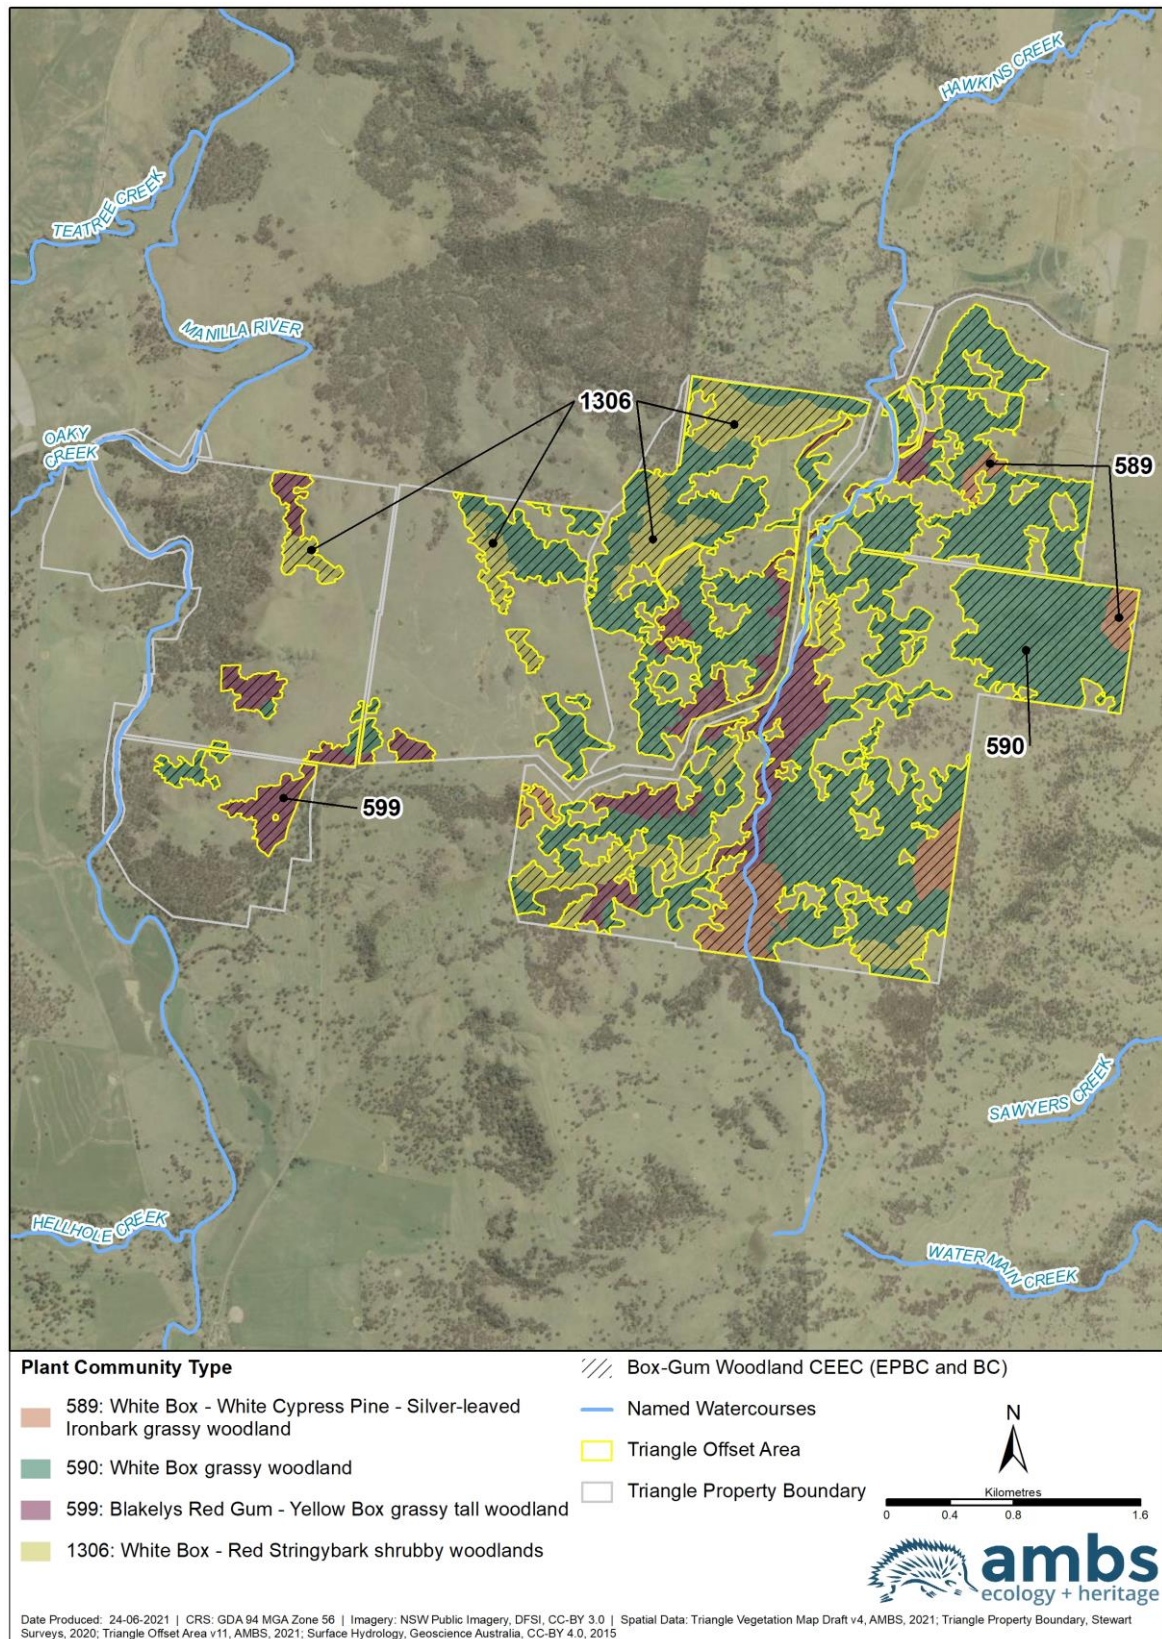 HAWKINS CREEK
TEATREE CREEK
MANILLA RIVER
1306
OAKY
CREEK
589
590
599
SAWYERS CREEK
HELLHOLE CREEK
WATER MAIN CREEK
Plant Community Type
589: White Box - White Cypress Pine - Silver-leaved
Ironbark grassy woodland
590: White Box grassy woodland
599: Blakelys Red Gum - Yellow Box grassy tall woodland
1306: White Box - Red Stringybark shrubby woodlands
Box-Gum Woodland CEEC (EPBC and BC)
Named Watercourses
Triangle Offset Area
Triangle Property Boundary
N
Kilometres
0 0.4 0.8 1.6
ambs
ecology + heritage
Date Produced: 24-06-2021 | CRS: GDA 94 MGA Zone 56 | Imagery: NSW Public Imagery, DFSI, CC-BY 3.0 | Spatial Data: Triangle Vegetation Map Draft v4, AMBS, 2021; Triangle Property Boundary, Stewart
Surveys, 2020; Triangle Offset Area v11, AMBS, 2021; Surface Hydrology, Geoscience Australia, CC-BY 4.0, 2015